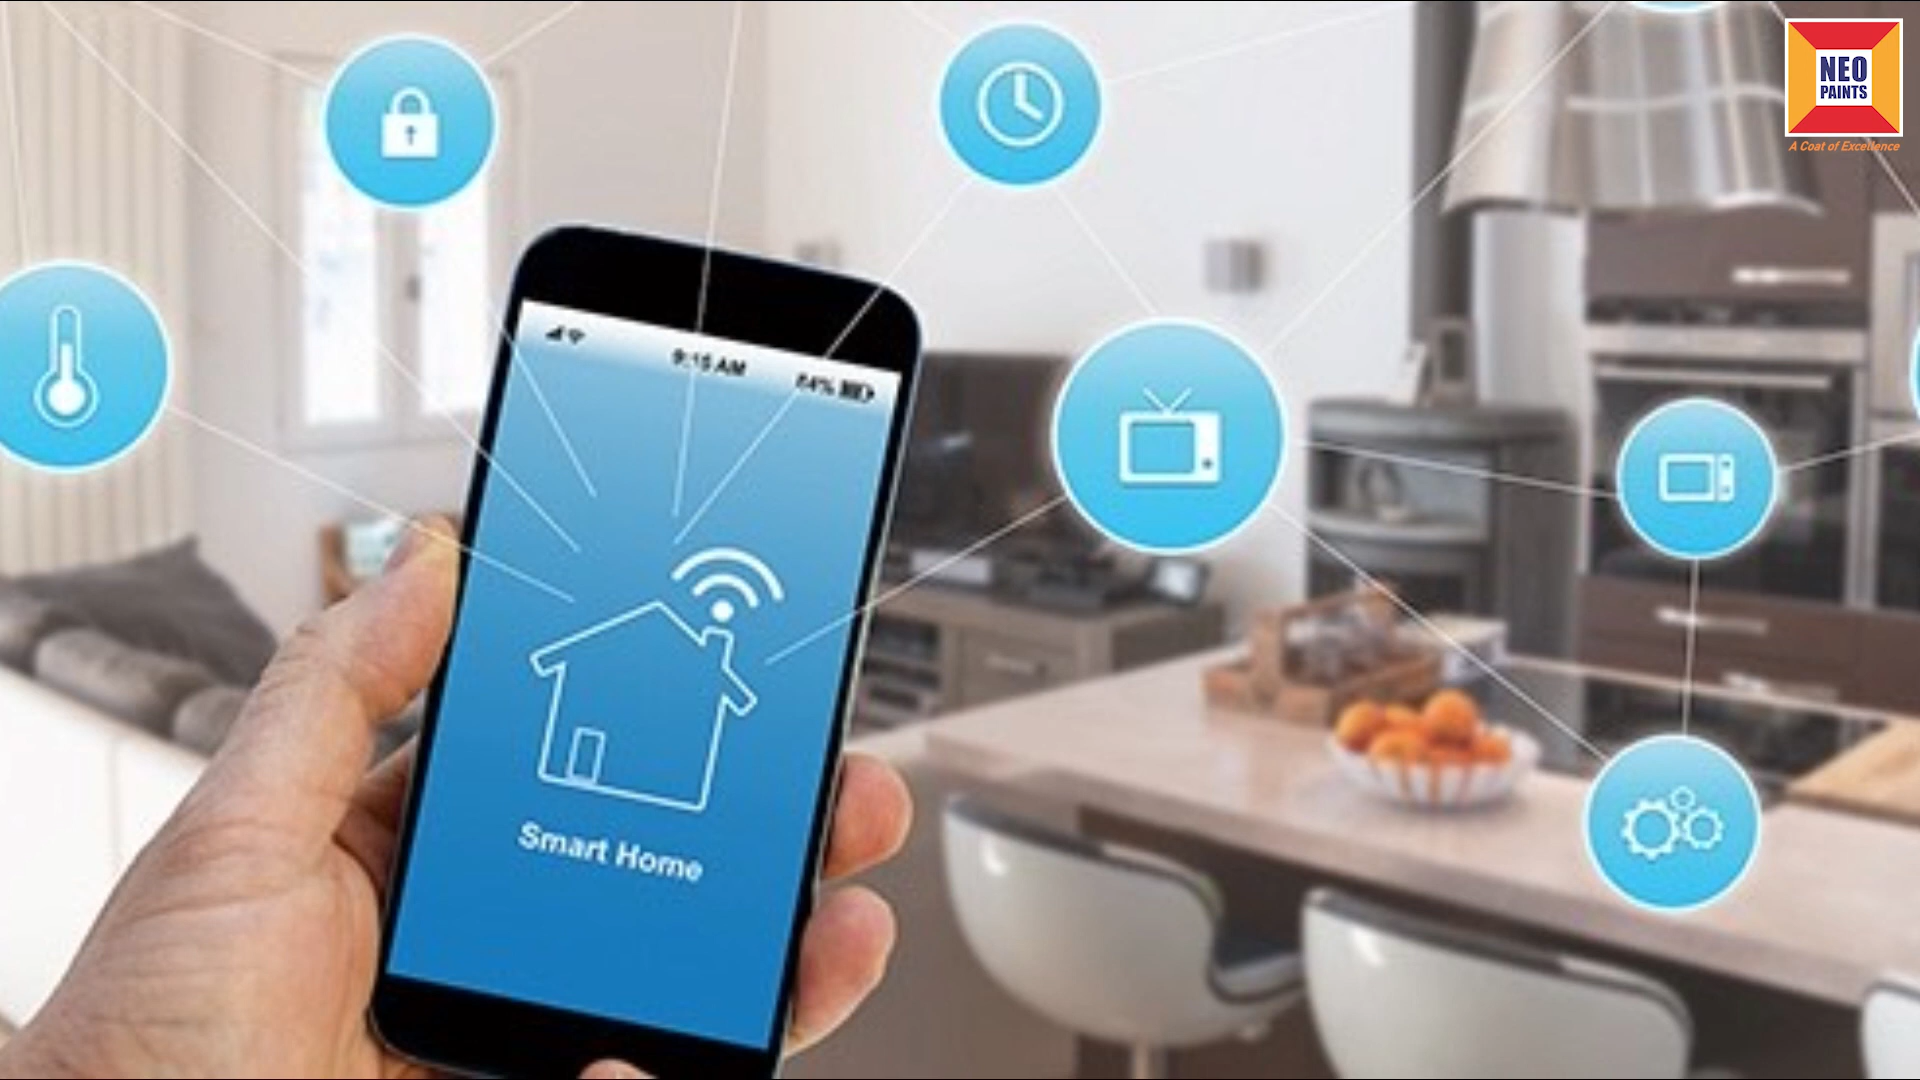 NEO
PAINTS
A Coat of Excellence
9:15 AM
Smart Home